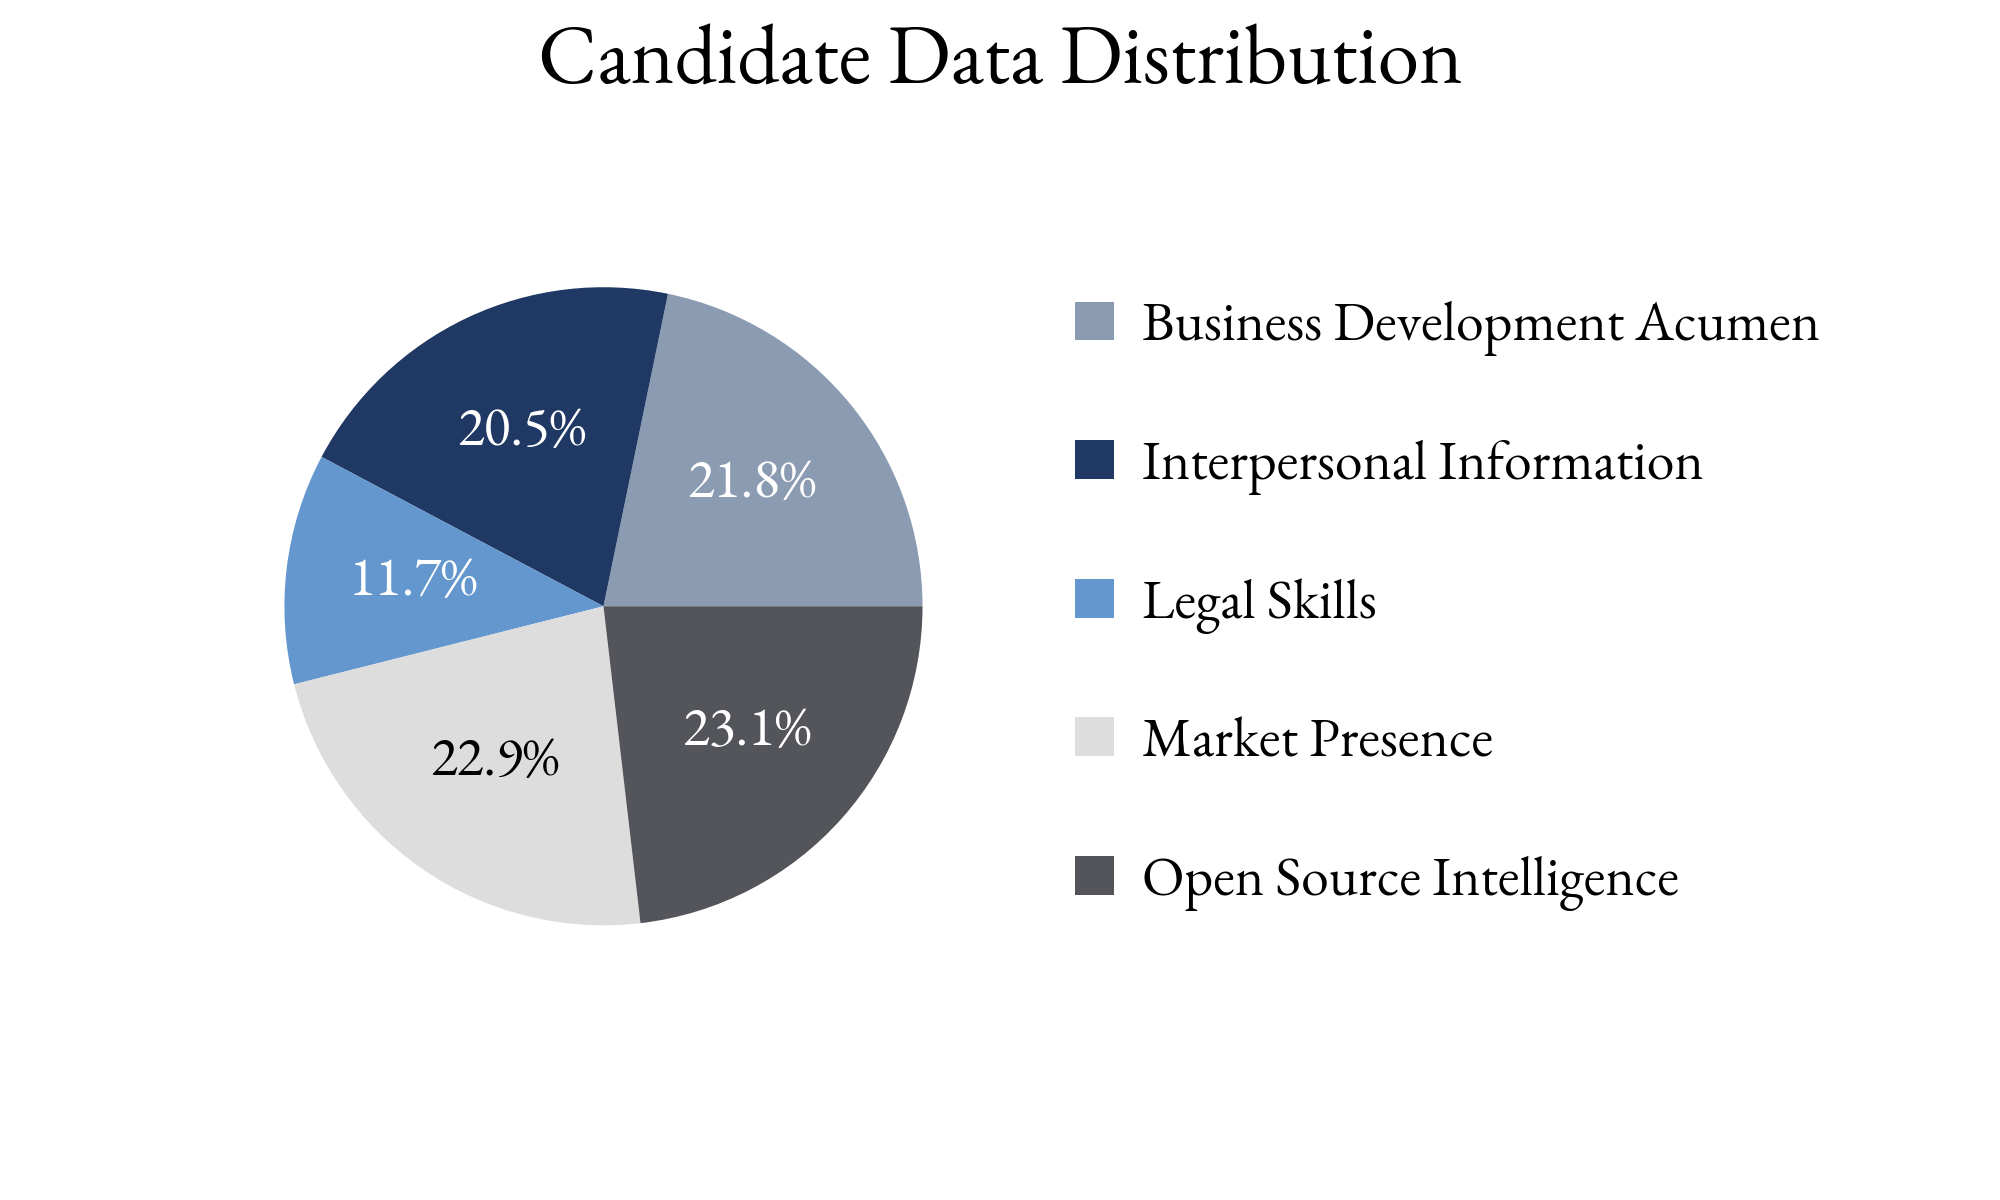 Candidate Data Distribution
20.5%
21.8%
11.7%
22.9%
23.1%
Business Development Acumen
Interpersonal Information
Legal Skills
Market Presence
Open Source Intelligence